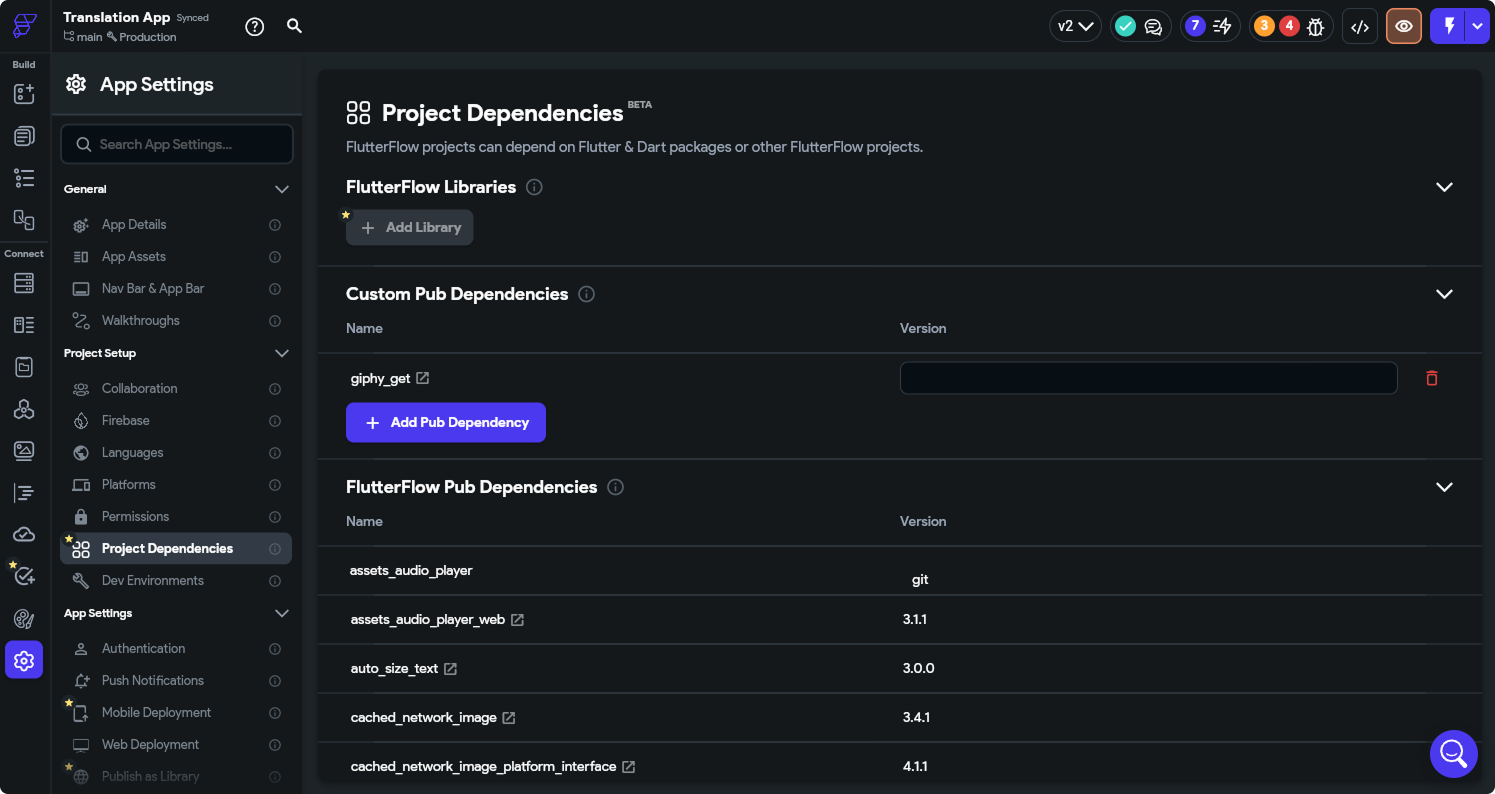 Translation App Synced
main Production
v2
7
3
4
Build
Connect
App Settings
Search App Settings...
General
App Details
App Assets
Nav Bar & App Bar
Walkthroughs
Project Setup
Collaboration
Firebase
Languages
Platforms
Permissions
Project Dependencies
Dev Environments
App Settings
Authentication
Push Notifications
Mobile Deployment
Web Deployment
Publish as Library
Project Dependencies BETA
FlutterFlow projects can depend on Flutter & Dart packages or other FlutterFlow projects.
FlutterFlow Libraries
+ Add Library
Custom Pub Dependencies
Name Version
giphy_get
+ Add Pub Dependency
FlutterFlow Pub Dependencies
Name Version
assets_audio_player git
assets_audio_player_web 3.1.1
auto_size_text 3.0.0
cached_network_image 3.4.1
cached_network_image_platform_interface 4.1.1